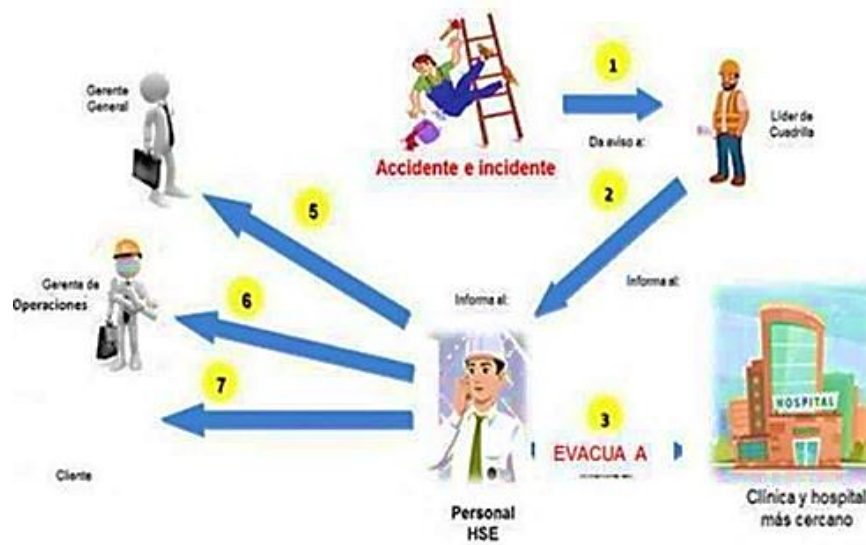 Gerente
General
1
Accidente e incidente
Da aviso a:
Líder de
Cuadrilla
2
5
Gerente de
Operaciones
6
Informa al:
Informa al:
7
HOSPITAL
3
EVACUA A
Cliente
Personal
HSE
Clínica y hospital
más cercano